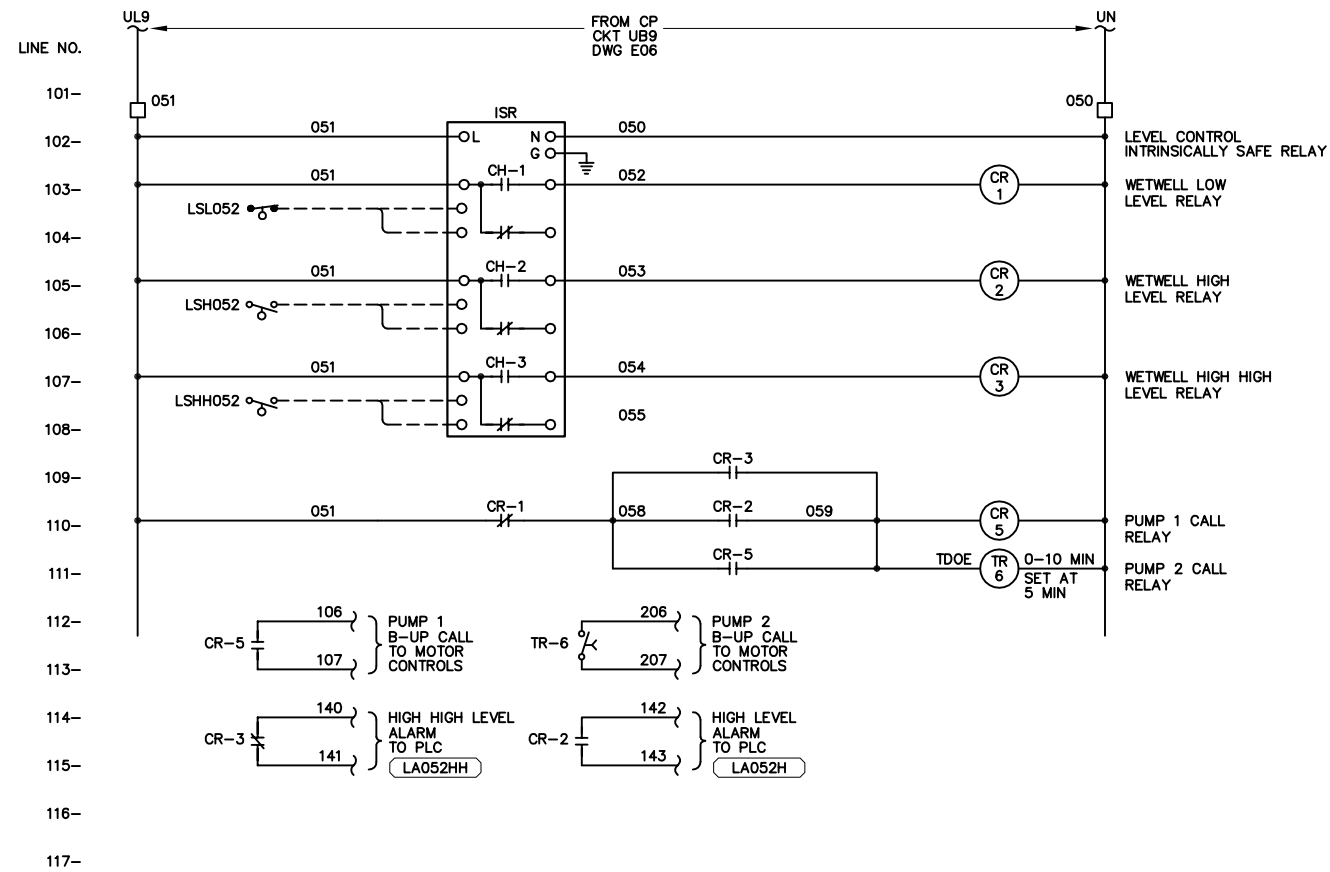 UL9
UN
FROM CP
CKT UB9
DWG E06
LINE NO.
101-
051
050
ISR
102-
051
L
N
050
LEVEL CONTROL
INTRINSICALLY SAFE RELAY
G
103-
051
CH-1
052
CR
1
WETWELL LOW
LEVEL RELAY
LSL052
104-
105-
051
CH-2
053
CR
2
WETWELL HIGH
LEVEL RELAY
LSH052
106-
107-
051
CH-3
054
CR
3
WETWELL HIGH HIGH
LEVEL RELAY
LSHH052
055
108-
109-
CR-3
110-
051
CR-1
058
CR-2
059
CR
5
PUMP 1 CALL
RELAY
111-
CR-5
TDOE
TR
6
0-10 MIN
SET AT
5 MIN
PUMP 2 CALL
RELAY
112-
106
CR-5
107
PUMP 1
B-UP CALL
TO MOTOR
CONTROLS
206
TR-6
207
PUMP 2
B-UP CALL
TO MOTOR
CONTROLS
113-
114-
140
CR-3
141
HIGH HIGH LEVEL
ALARM
TO PLC
LA052HH
142
CR-2
143
HIGH LEVEL
ALARM
TO PLC
LA052H
115-
116-
117-